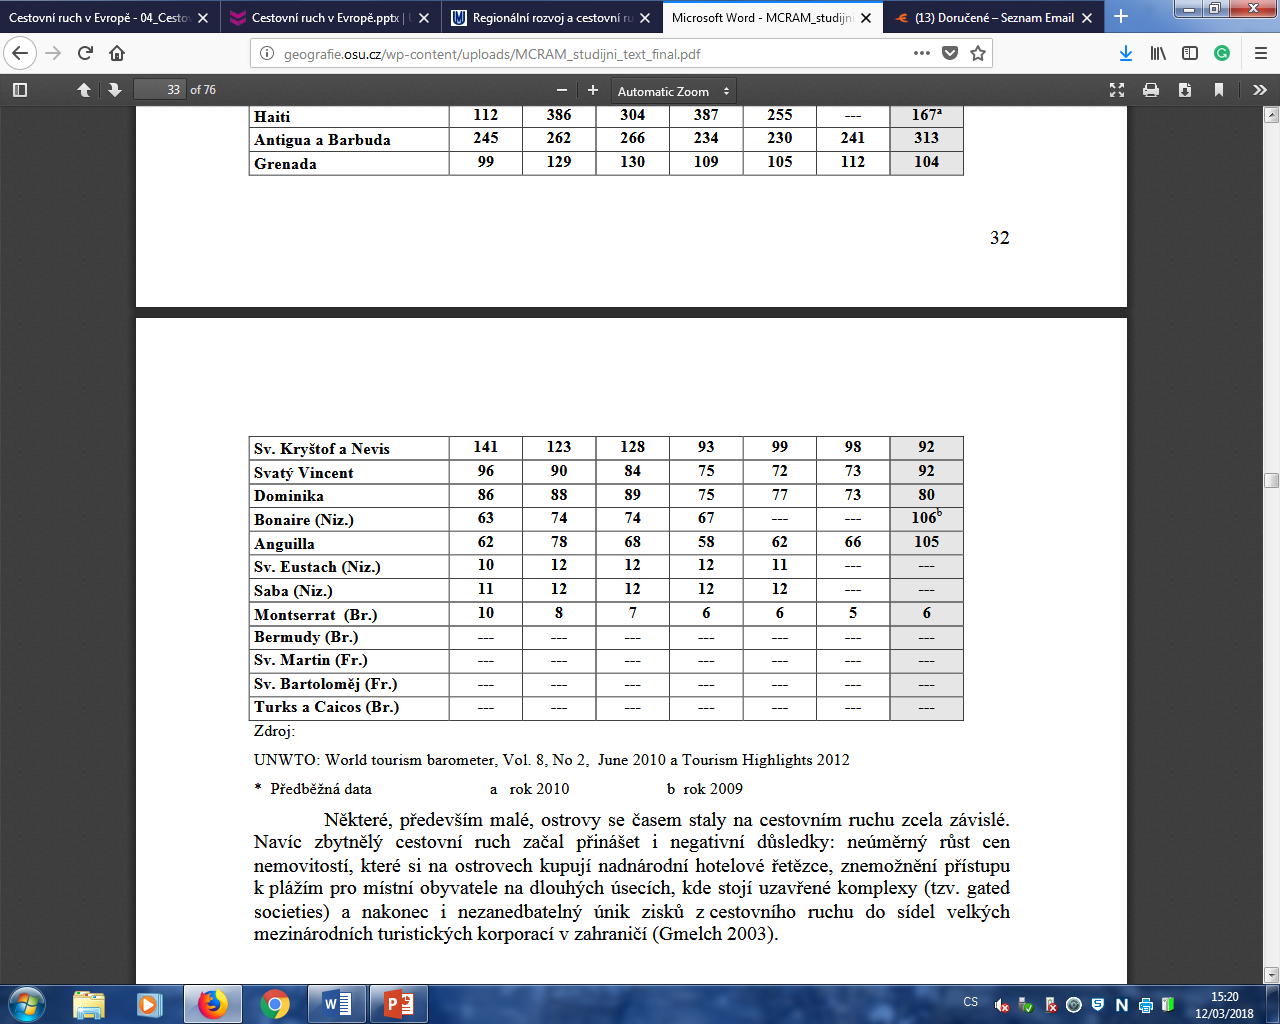 Cestovní ruch v Evropě - 04_Cesto
Cestovní ruch v Evropě.pptx | U
Regionální rozvoj a cestovní ru
Microsoft Word - MCRAM_studijni
(13) Doručené – Seznam Email
geografie.osu.cz/wp-content/uploads/MCRAM_studijni_text_final.pdf
33 of 76
Automatic Zoom
Haiti 112 386 304 387 255 --- 167a
Antigua a Barbuda 245 262 266 234 230 241 313
Grenada 99 129 130 109 105 112 104
32
Sv. Kryštof a Nevis 141 123 128 93 99 98 92
Svatý Vincent 96 90 84 75 72 73 92
Dominika 86 88 89 75 77 73 80
Bonaire (Niz.) 63 74 74 67 --- --- 106b
Anguilla 62 78 68 58 62 66 105
Sv. Eustach (Niz.) 10 12 12 12 11 --- ---
Saba (Niz.) 11 12 12 12 12 --- ---
Montserrat (Br.) 10 8 7 6 6 5 6
Bermudy (Br.) --- --- --- --- --- --- ---
Sv. Martin (Fr.) --- --- --- --- --- --- ---
Sv. Bartoloměj (Fr.) --- --- --- --- --- --- ---
Turks a Caicos (Br.) --- --- --- --- --- --- ---
Zdroj:
UNWTO: World tourism barometer, Vol. 8, No 2, June 2010 a Tourism Highlights 2012
* Předběžná data a rok 2010 b rok 2009
Některé, především malé, ostrovy se časem staly na cestovním ruchu zcela závislé.
Navíc zbytnělý cestovní ruch začal přinášet i negativní důsledky: neúměrný růst cen
nemovitostí, které si na ostrovech kupují nadnárodní hotelové řetězce, znemožnění přístupu
k plážím pro místní obyvatele na dlouhých úsecích, kde stojí uzavřené komplexy (tzv. gated
societies) a nakonec i nezanedbatelný únik zisků z cestovního ruchu do sídel velkých
mezinárodních turistických korporací v zahraničí (Gmelch 2003).
CS
15:20
12/03/2018